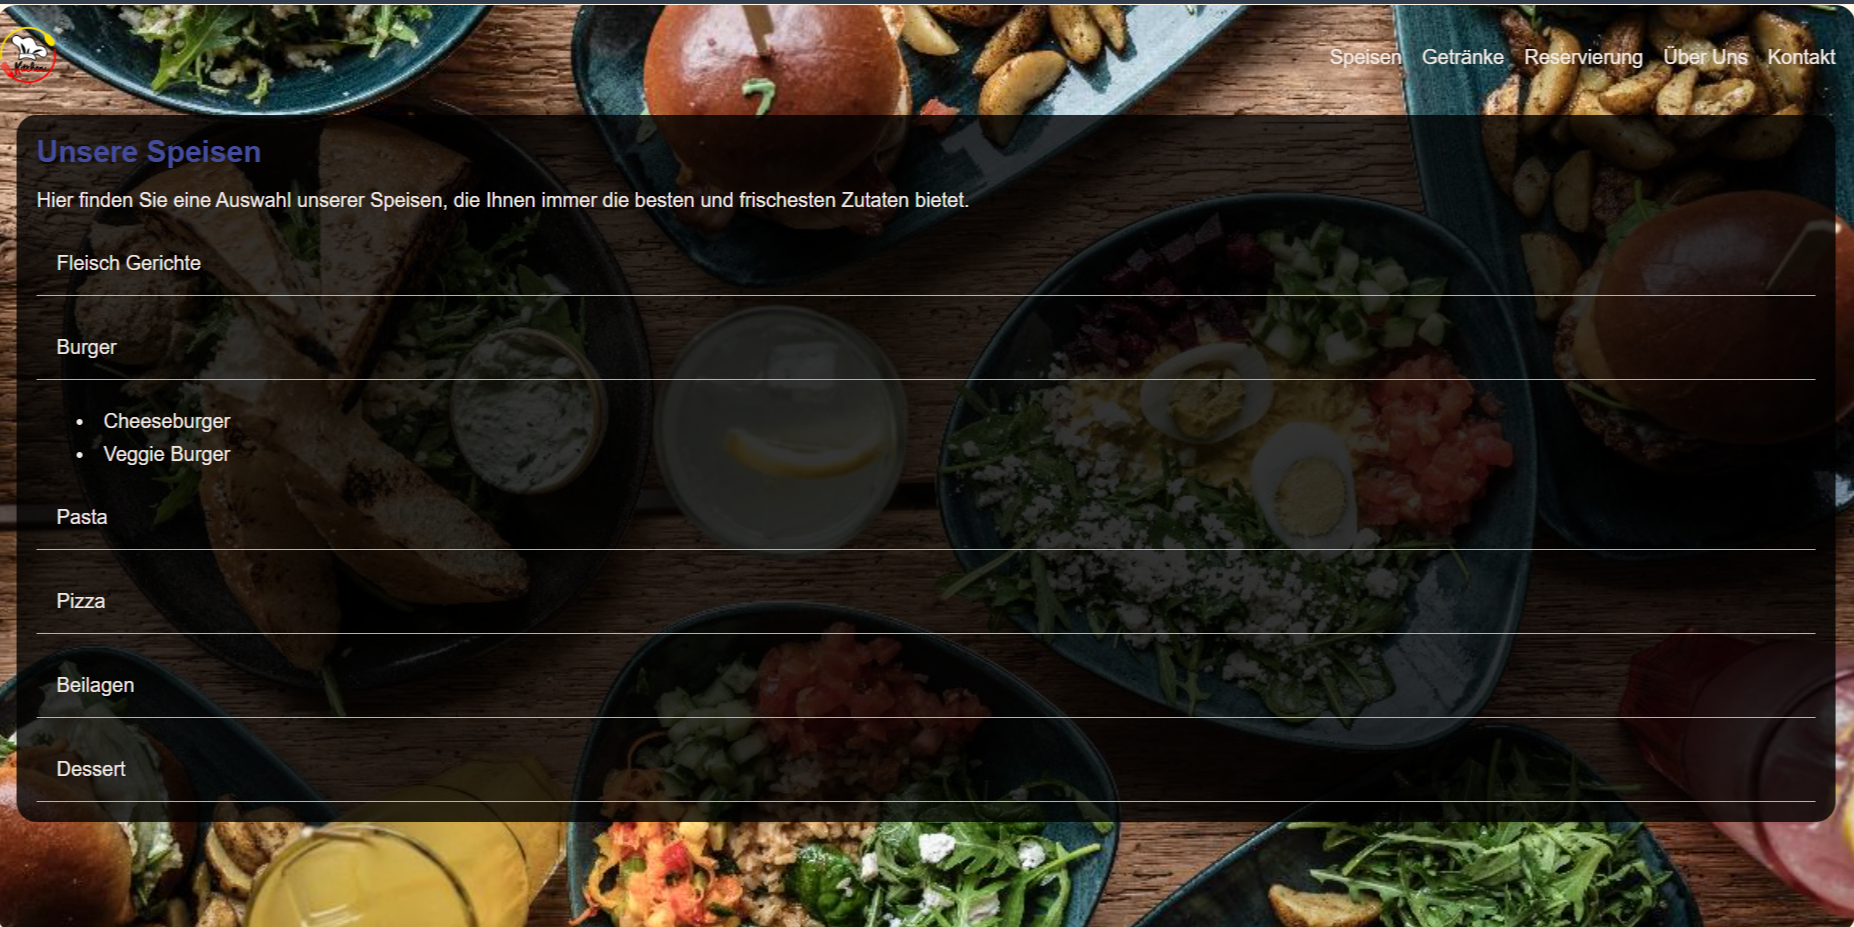 Speisen Getränke Reservierung Über Uns Kontakt
Unsere Speisen
Hier finden Sie eine Auswahl unserer Speisen, die Ihnen immer die besten und frischesten Zutaten bietet.
Fleisch Gerichte
Burger
• Cheeseburger
• Veggie Burger
Pasta
Pizza
Beilagen
Dessert